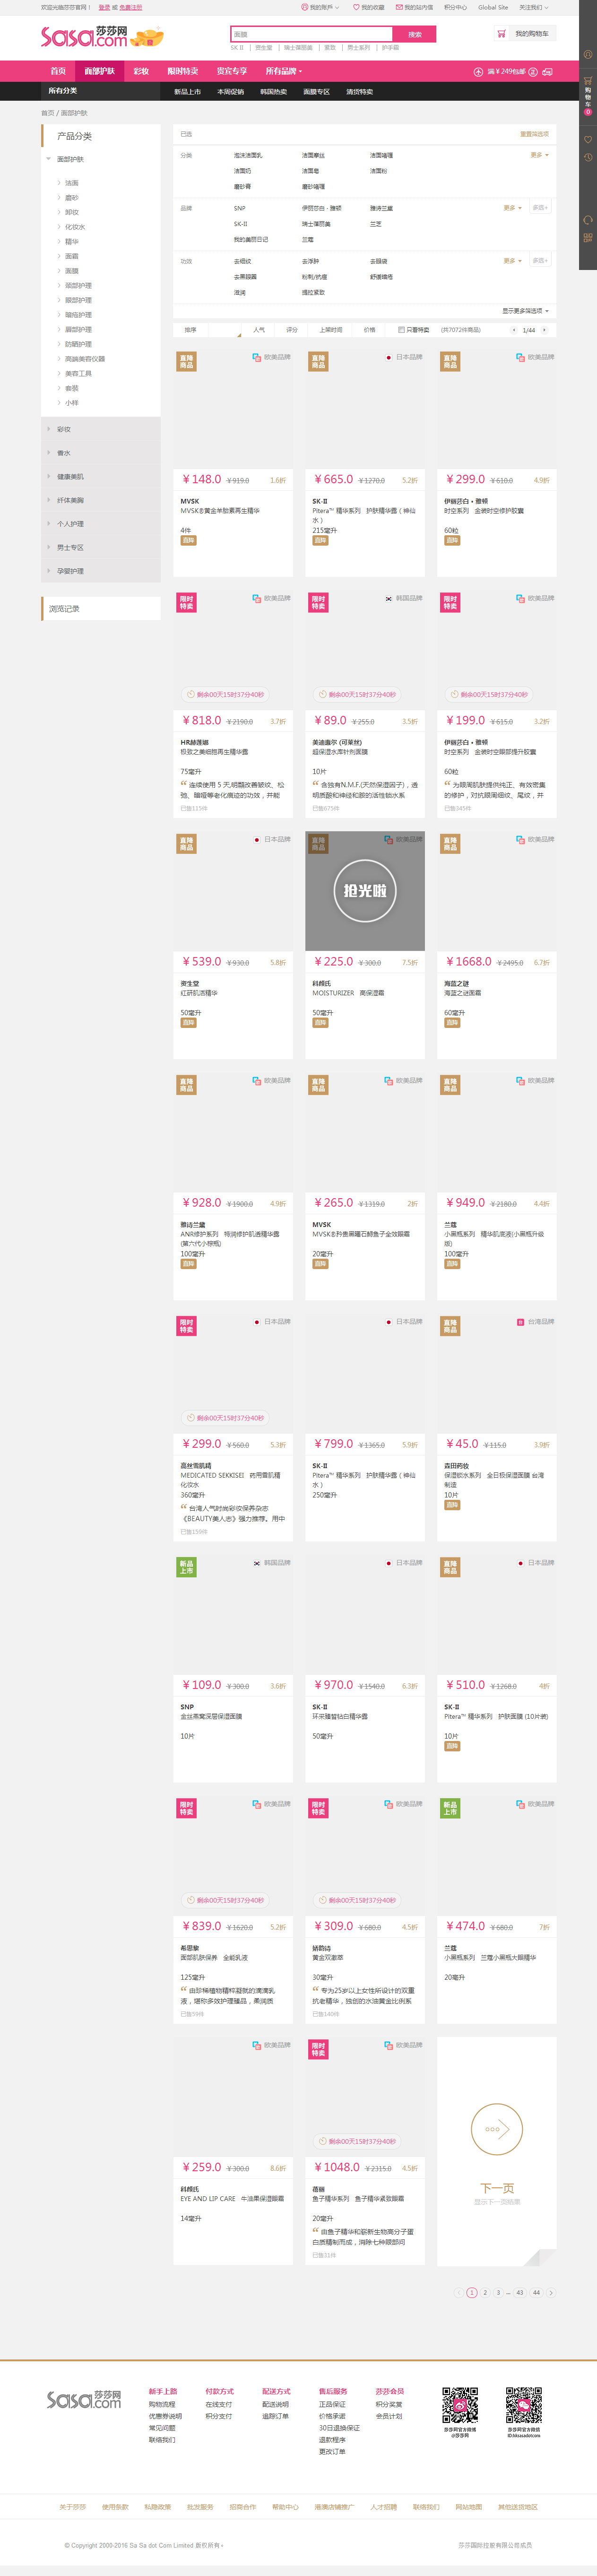 欢迎光临莎莎官网！ 登录 或 免费注册
我的账户 我的收藏 我的站内信 积分中心 Global Site 关注我们
sasa.com 莎莎网
面膜 搜索
SK II 资生堂 瑞士葆丽美 紧致 男士系列 护手霜
我的购物车
首页 面部护肤 彩妆 限时特卖 贵宾专享 所有品牌
满¥249包邮
所有分类 新品上市 本周促销 韩国热卖 面膜专区 清货特卖
购物车
0
首页 / 面部护肤
产品分类
面部护肤
洁面
磨砂
卸妆
化妆水
精华
面霜
面膜
颈部护理
眼部护理
暗疮护理
唇部护理
防晒护理
高端美容仪器
美容工具
套装
小样
彩妆
香水
健康美肌
纤体美胸
个人护理
男士专区
孕婴护理
浏览记录
已选 重置筛选项
分类 泡沫洁面乳 洁面摩丝 洁面啫喱 更多
洁面奶 洁面皂 洁面粉
磨砂膏 磨砂啫喱
品牌 SNP 伊丽莎白·雅顿 雅诗兰黛 更多 多选+
SK-II 瑞士葆丽美 兰芝
我的美丽日记 兰蔻
功效 去细纹 去浮肿 去眼袋 更多 多选+
去黑眼圈 粉刺/抗痘 舒缓细疮
滋润 提拉紧致
显示更多筛选项
排序 人气 评分 上架时间 价格 只看特卖 (共7072件商品) 1/44
直降商品 欧美品牌
¥148.0 ¥919.0 1.6折
MVSK
MVSK®黄金羊胎素再生精华
4件
直降
直降商品 日本品牌
¥665.0 ¥1270.0 5.2折
SK-II
Pitera™ 精华系列 护肤精华露（神仙水）
215毫升
直降
直降商品 欧美品牌
¥299.0 ¥610.0 4.9折
伊丽莎白·雅顿
时空系列 金装时空修护胶囊
60粒
直降
限时特卖 欧美品牌
剩余00天15时37分40秒
¥818.0 ¥2190.0 3.7折
HR赫莲娜
极致之美细胞再生精华露
75毫升
连续使用 5 天,明显改善皱纹、松弛、暗哑等老化痕迹的功效，并能
已售115件
韩国品牌
剩余00天15时37分40秒
¥89.0 ¥255.0 3.5折
美迪惠尔 (可莱丝)
超保湿水库针剂面膜
10片
含独有N.M.F.(天然保湿因子)，透明质酸和神经和胺的活性锁水系
已售675件
欧美品牌
剩余00天15时37分40秒
¥199.0 ¥615.0 3.2折
伊丽莎白·雅顿
时空系列 金装时空眼部提升胶囊
60粒
为眼周肌肤提供纯正、有效密集的修护，对抗眼周细纹、尾纹，并
已售345件
直降商品 日本品牌
¥539.0 ¥930.0 5.8折
资生堂
红妍肌活精华
50毫升
直降
直降商品 欧美品牌
抢光啦
¥225.0 ¥300.0 7.5折
科颜氏
MOISTURIZER 高保湿霜
50毫升
直降
直降商品 欧美品牌
¥1668.0 ¥2495.0 6.7折
海蓝之谜
海蓝之谜面霜
60毫升
直降
直降商品 欧美品牌
¥928.0 ¥1900.0 4.9折
雅诗兰黛
ANR修护系列 特润修护肌透精华露(第六代小棕瓶)
100毫升
直降
直降商品 欧美品牌
¥265.0 ¥1319.0 2折
MVSK
MVSK®矜贵黑曜石鲟鱼子全效眼霜
20毫升
直降
直降商品 欧美品牌
¥949.0 ¥2180.0 4.4折
兰蔻
小黑瓶系列 精华肌底液(小黑瓶升级版)
100毫升
直降
限时特卖 日本品牌
剩余00天15时37分40秒
¥299.0 ¥560.0 5.3折
高丝雪肌精
MEDICATED SEKKISEI 药用雪肌精化妆水
360毫升
台湾人气时尚彩妆保养杂志《BEAUTY美人志》强力推荐。用中
已售159件
日本品牌
¥799.0 ¥1365.0 5.9折
SK-II
Pitera™ 精华系列 护肤精华露（神仙水）
250毫升
直降商品 台湾品牌
¥45.0 ¥115.0 3.9折
森田药妆
保湿锁水系列 全日极保湿面膜 台湾制造
10片
直降
新品上市 韩国品牌
¥109.0 ¥300.0 3.6折
SNP
金丝燕窝深层保湿面膜
10片
日本品牌
¥970.0 ¥1540.0 6.3折
SK-II
环采臻皙钻白精华露
50毫升
直降商品 日本品牌
¥510.0 ¥1268.0 4折
SK-II
Pitera™ 精华系列 护肤面膜 (10片装)
10片
直降
限时特卖 欧美品牌
剩余00天15时37分40秒
¥839.0 ¥1620.0 5.2折
希思黎
面部肌肤保养 全能乳液
125毫升
由珍稀植物精粹凝就的滴滴乳液，堪称多效护理臻品，柔润质
已售59件
限时特卖 欧美品牌
剩余00天15时37分40秒
¥309.0 ¥680.0 4.5折
娇韵诗
黄金双激萃
30毫升
专为25岁以上女性所设计的双重抗老精华，独创的水油黄金比例系
已售140件
新品上市 欧美品牌
¥474.0 ¥680.0 7折
兰蔻
小黑瓶系列 兰蔻小黑瓶大眼精华
20毫升
欧美品牌
¥259.0 ¥300.0 8.6折
科颜氏
EYE AND LIP CARE 牛油果保湿眼霜
14毫升
限时特卖 欧美品牌
剩余00天15时37分40秒
¥1048.0 ¥2315.0 4.5折
蓓丽
鱼子精华系列 鱼子精华紧致眼霜
20毫升
由鱼子精华和崭新生物高分子蛋白质精制而成，消除七种眼部问
已售31件
下一页
显示下一页结果
1 2 3 ... 43 44
sasa.com 莎莎网
新手上路 付款方式 配送方式 售后服务 莎莎会员
购物流程 在线支付 配送说明 正品保证 积分奖赏
优惠券说明 积分支付 追踪订单 价格承诺 会员计划
常见问题 30日退换保证
联络我们 退款程序
更改订单
莎莎网官方微博
@莎莎网
莎莎网官方微信
ID:hksasadotcom
关于莎莎 使用条款 私隐政策 批发服务 招商合作 帮助中心 港澳店铺推广 人才招聘 联络我们 网站地图 其他送货地区
© Copyright 2000-2016 Sa Sa dot Com Limited 版权所有。 莎莎国际控股有限公司成员